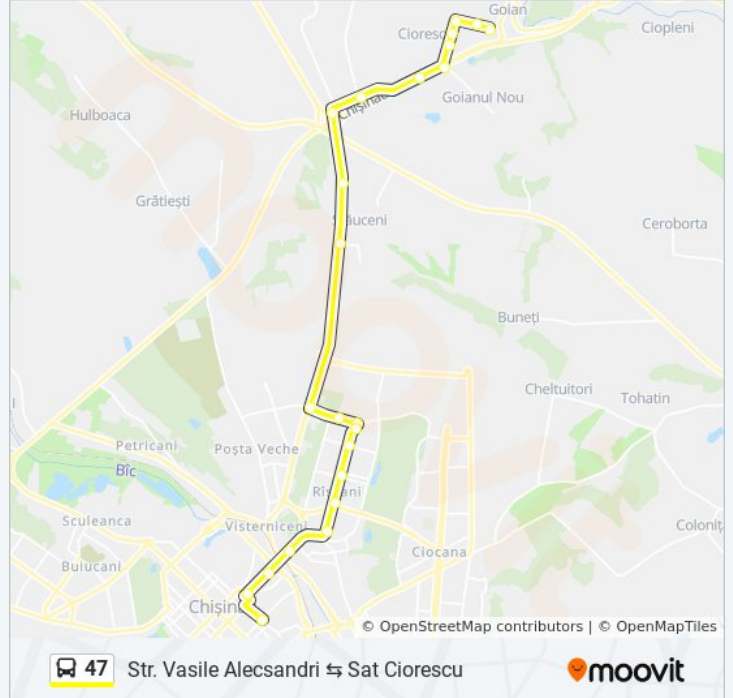 Goian
Ciorescu
Ciopleni
Goianul Nou
Chișinău
Hulboaca
Grătiești
Stăuceni
Ceroborta
Buneți
Cheltuitori
Tohatin
Petricani
Poșta Veche
Bîc
Rîșcani
Sculeanca
Visterniceni
Colonița
Ciocana
Buiucani
Chișinău
© OpenStreetMap contributors | © OpenMapTiles
47
Str. Vasile Alecsandri ⇆ Sat Ciorescu
moovit